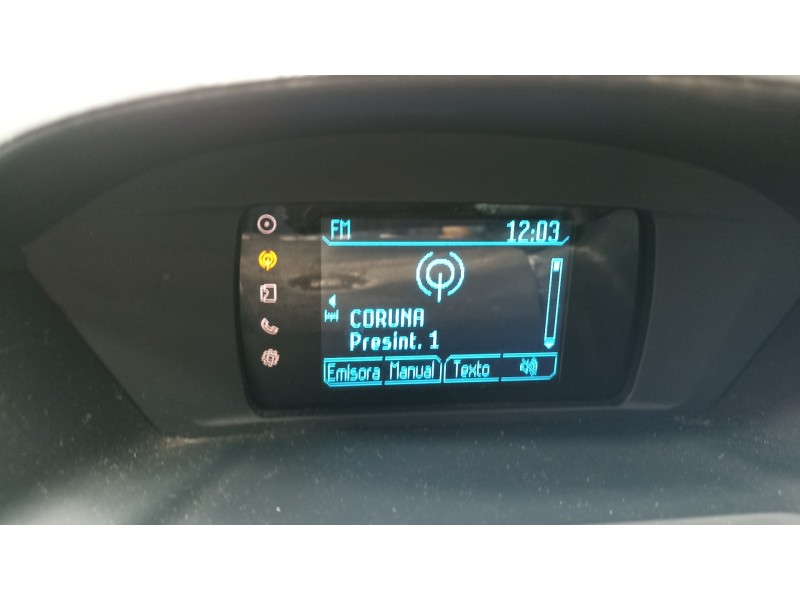 FM 12:03
CORUNA
Presint. 1
Emisora Manual Texto